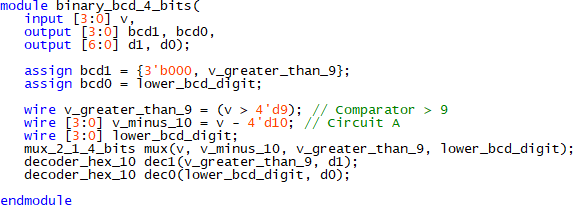 module binary_bcd_4_bits(
input [3:0] v,
output [3:0] bcd1, bcd0,
output [6:0] d1, d0);
assign bcd1 = {3'b000, v_greater_than_9};
assign bcd0 = lower_bcd_digit;
wire v_greater_than_9 = (v > 4'd9); // Comparator > 9
wire [3:0] v_minus_10 = v - 4'd10; // Circuit A
wire [3:0] lower_bcd_digit;
mux_2_1_4_bits mux(v, v_minus_10, v_greater_than_9, lower_bcd_digit);
decoder_hex_10 dec1(v_greater_than_9, d1);
decoder_hex_10 dec0(lower_bcd_digit, d0);
endmodule